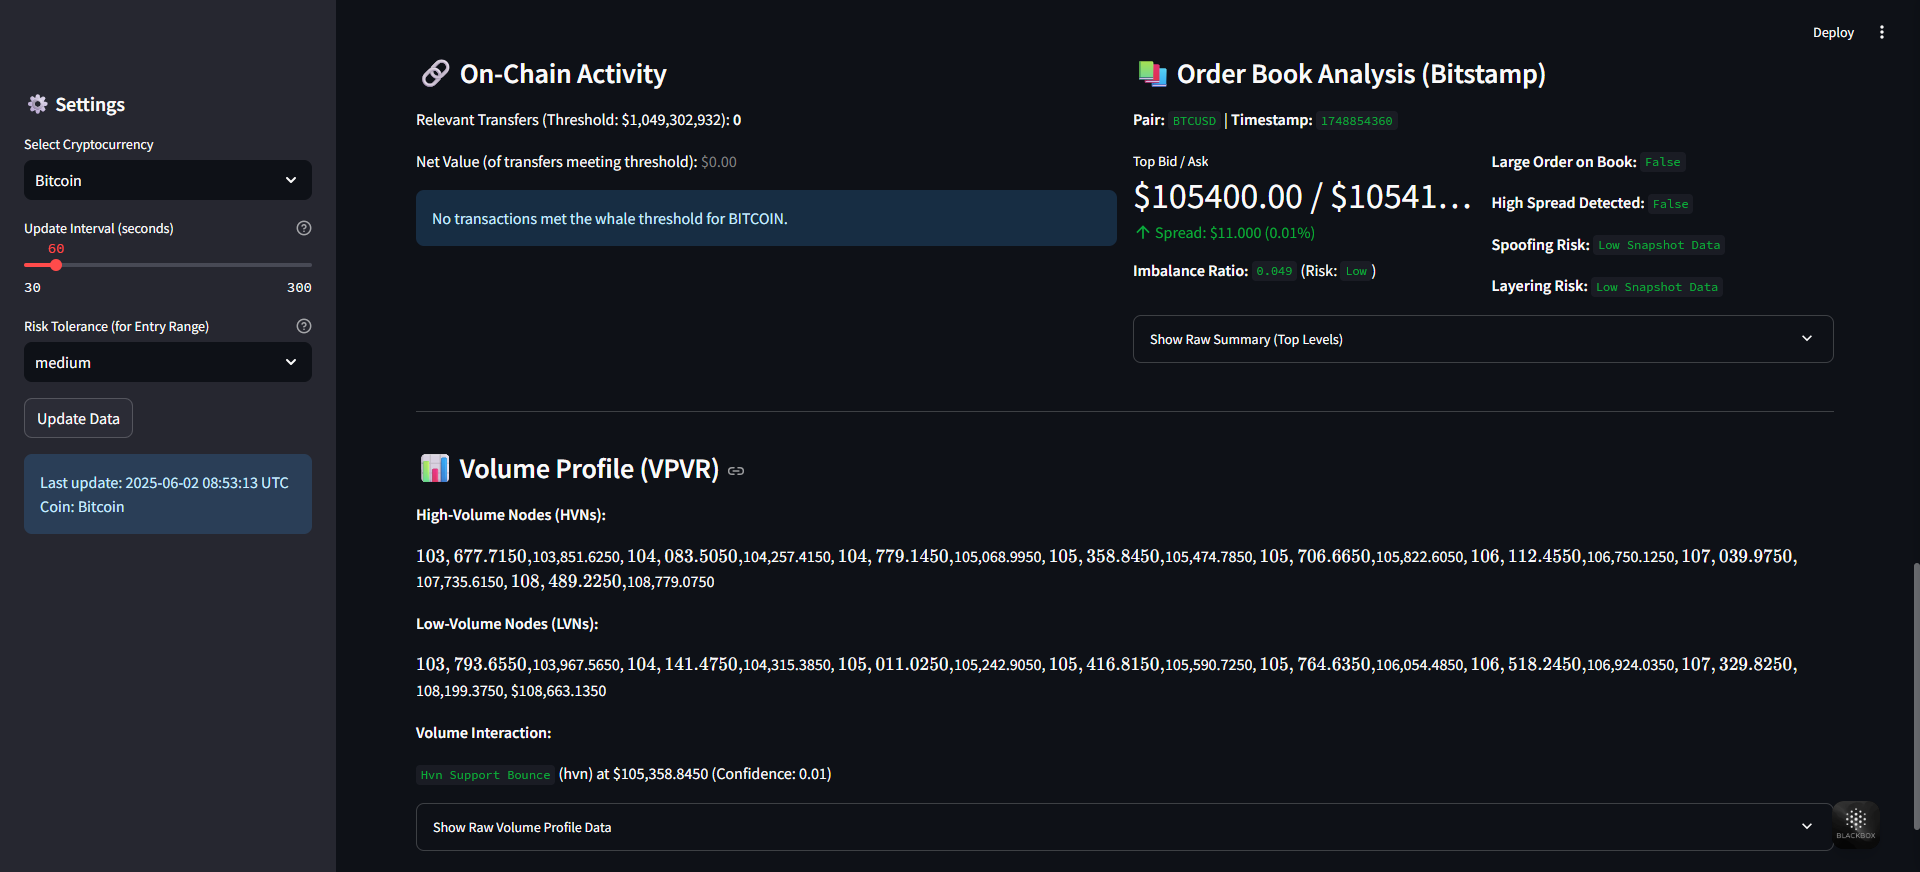 Deploy
Settings
Select Cryptocurrency
Bitcoin
Update Interval (seconds)
60
30 300
Risk Tolerance (for Entry Range)
medium
Update Data
Last update: 2025-06-02 08:53:13 UTC
Coin: Bitcoin
On-Chain Activity
Relevant Transfers (Threshold: $1,049,302,932): 0
Net Value (of transfers meeting threshold): $0.00
No transactions met the whale threshold for BITCOIN.
Order Book Analysis (Bitstamp)
Pair: BTCUSD | Timestamp: 1748854360
Top Bid / Ask
$105400.00 / $10541...
Spread: $11.000 (0.01%)
Imbalance Ratio: 0.049 (Risk: Low )
Large Order on Book: False
High Spread Detected: False
Spoofing Risk: Low Snapshot Data
Layering Risk: Low Snapshot Data
Show Raw Summary (Top Levels)
Volume Profile (VPVR)
High-Volume Nodes (HVNs):
103,677.7150,103,851.6250, 104,083.5050,104,257.4150, 104,779.1450,105,068.9950, 105,358.8450,105,474.7850, 105,706.6650,105,822.6050, 106,112.4550,106,750.1250, 107,039.9750,
107,735.6150, 108,489.2250,108,779.0750
Low-Volume Nodes (LVNs):
103,793.6550,103,967.5650, 104,141.4750,104,315.3850, 105,011.0250,105,242.9050, 105,416.8150,105,590.7250, 105,764.6350,106,054.4850, 106,518.2450,106,924.0350, 107,329.8250,
108,199.3750, $108,663.1350
Volume Interaction:
Hvn Support Bounce (hvn) at $105,358.8450 (Confidence: 0.01)
Show Raw Volume Profile Data
BLACKBOX